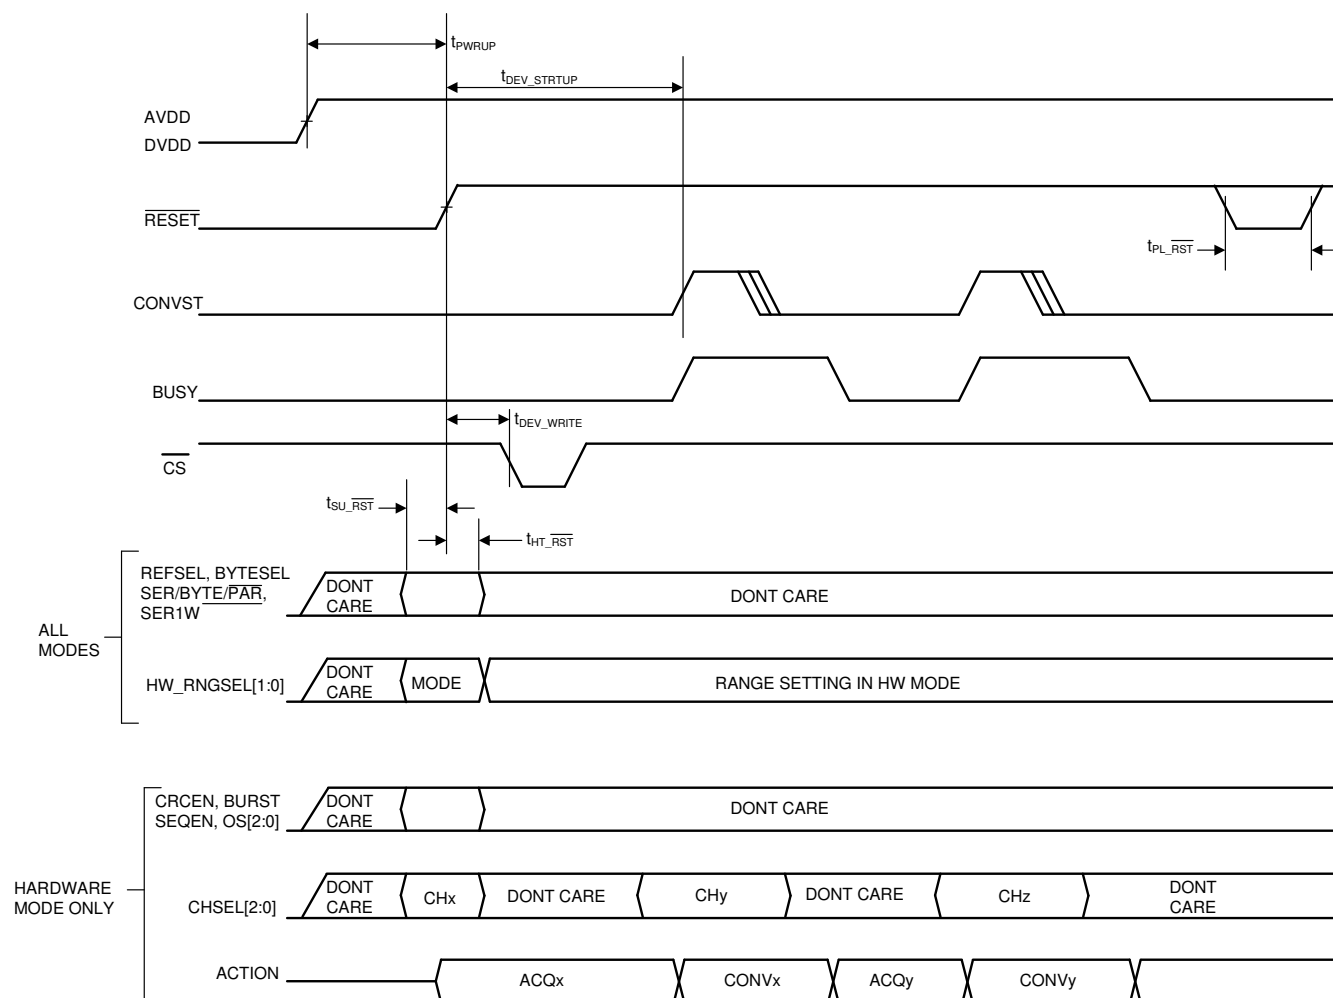 tPWRUP
tDEV_STRTUP
AVDD
DVDD
RESET
tPL_RST
CONVST
BUSY
tDEV_WRITE
CS
tSU_RST
tHT_RST
REFSEL, BYTESEL
SER/BYTE/PAR,
SER1W
DONT
CARE
DONT CARE
ALL
MODES
HW_RNGSEL[1:0]
DONT
CARE
MODE
RANGE SETTING IN HW MODE
CRCEN, BURST
SEQEN, OS[2:0]
DONT
CARE
DONT CARE
HARDWARE
MODE ONLY
CHSEL[2:0]
DONT
CARE
CHx
DONT CARE
CHy
DONT CARE
CHz
DONT
CARE
ACTION
ACQx
CONVx
ACQy
CONVy